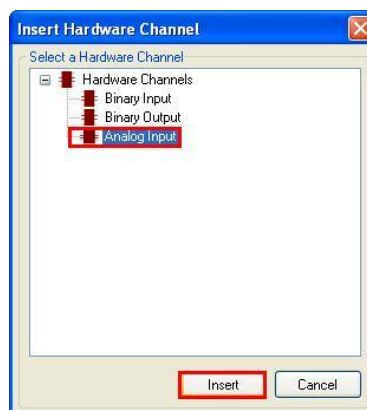 Insert Hardware Channel
Select a Hardware Channel
Hardware Channels
Binary Input
Binary Output
Analog Input
Insert
Cancel